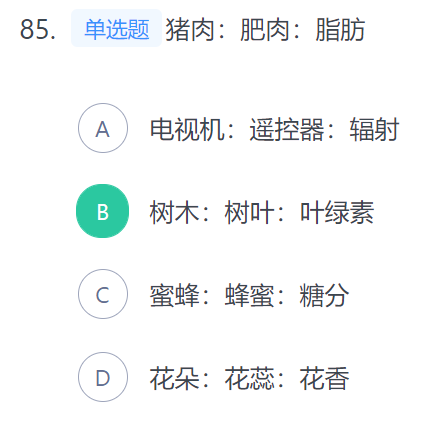 85. 单选题 猪肉：肥肉：脂肪
A 电视机：遥控器：辐射
B 树木：树叶：叶绿素
C 蜜蜂：蜂蜜：糖分
D 花朵：花蕊：花香